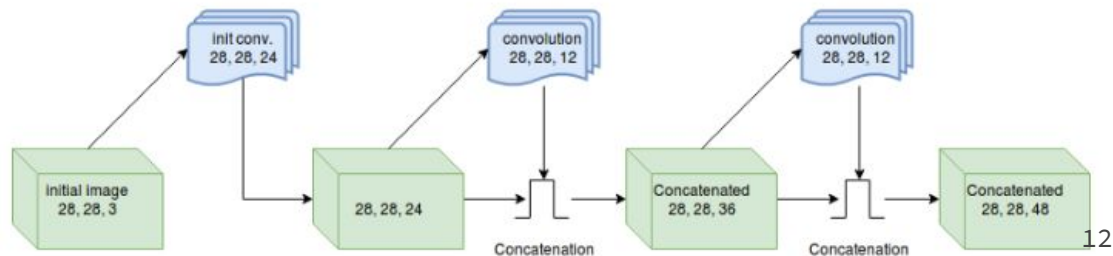 init conv.
28, 28, 24
convolution
28, 28, 12
convolution
28, 28, 12
initial image
28, 28, 3
28, 28, 24
Concatenated
28, 28, 36
Concatenated
28, 28, 48
Concatenation
Concatenation
12